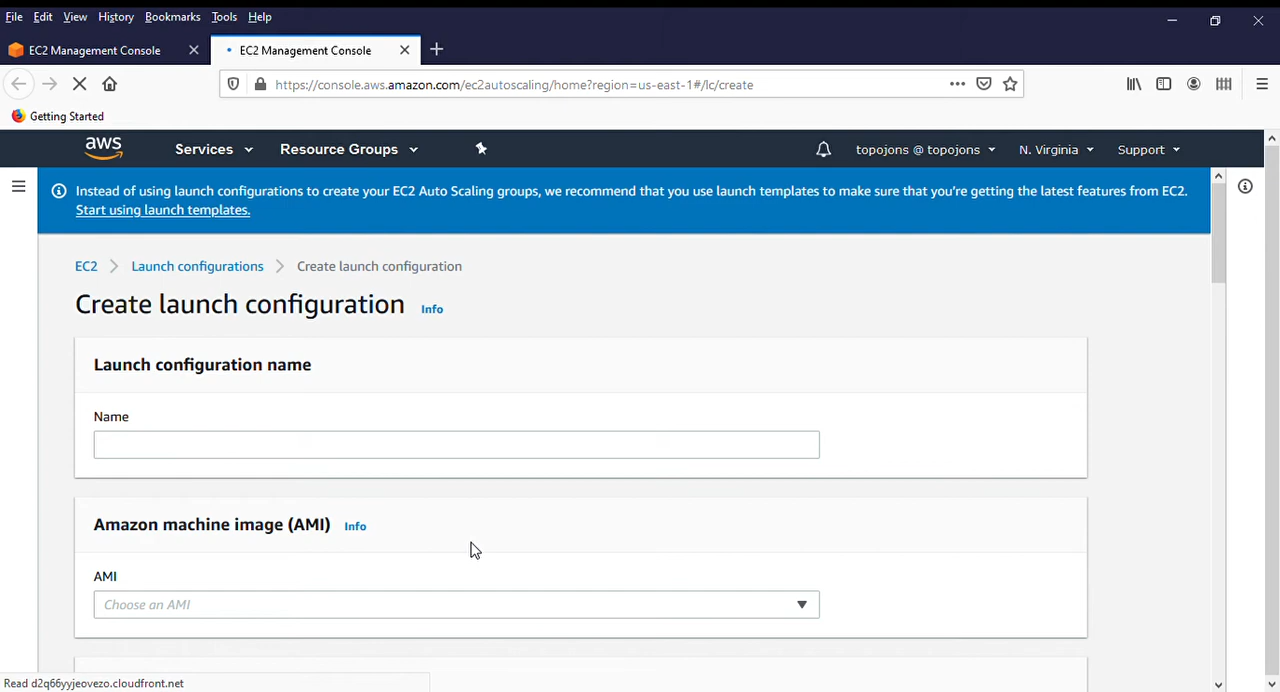 File Edit View History Bookmarks Tools Help
EC2 Management Console
EC2 Management Console
https://console.aws.amazon.com/ec2autoscaling/home?region=us-east-1#/lc/create
Getting Started
aws Services Resource Groups topojons @ topojons N. Virginia Support
Instead of using launch configurations to create your EC2 Auto Scaling groups, we recommend that you use launch templates to make sure that you're getting the latest features from EC2.
Start using launch templates.
EC2 Launch configurations Create launch configuration
Create launch configuration Info
Launch configuration name
Name
Amazon machine image (AMI) Info
AMI
Choose an AMI
Read d2q66yyjeovezo.cloudfront.net